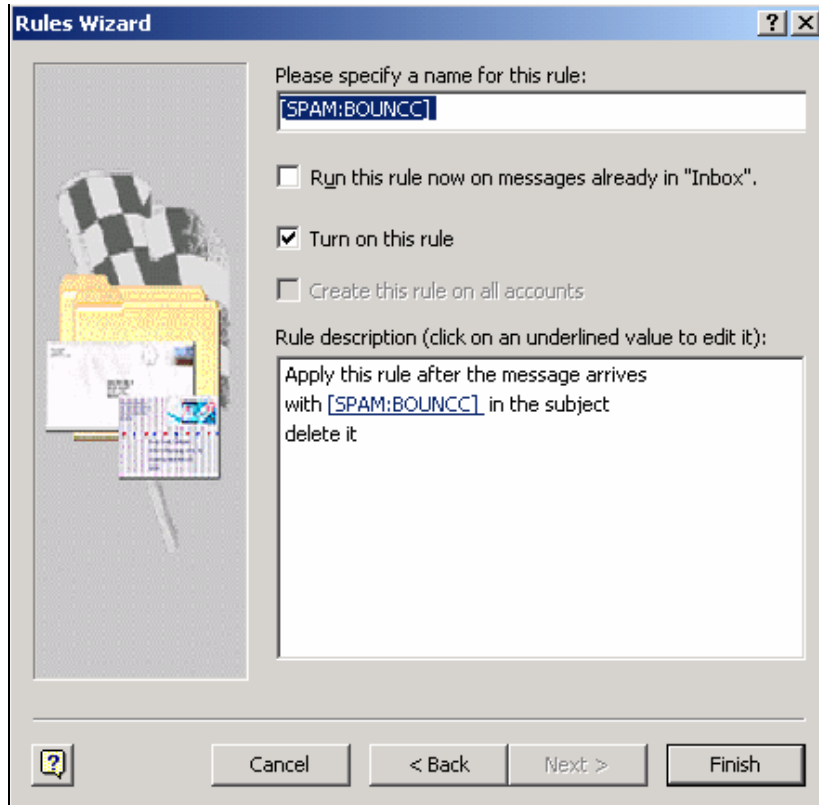 Rules Wizard
Please specify a name for this rule:
[SPAM:BOUNCC]
Run this rule now on messages already in "Inbox".
Turn on this rule
Create this rule on all accounts
Rule description (click on an underlined value to edit it):
Apply this rule after the message arrives
with [SPAM:BOUNCC] in the subject
delete it
Cancel
< Back
Next >
Finish